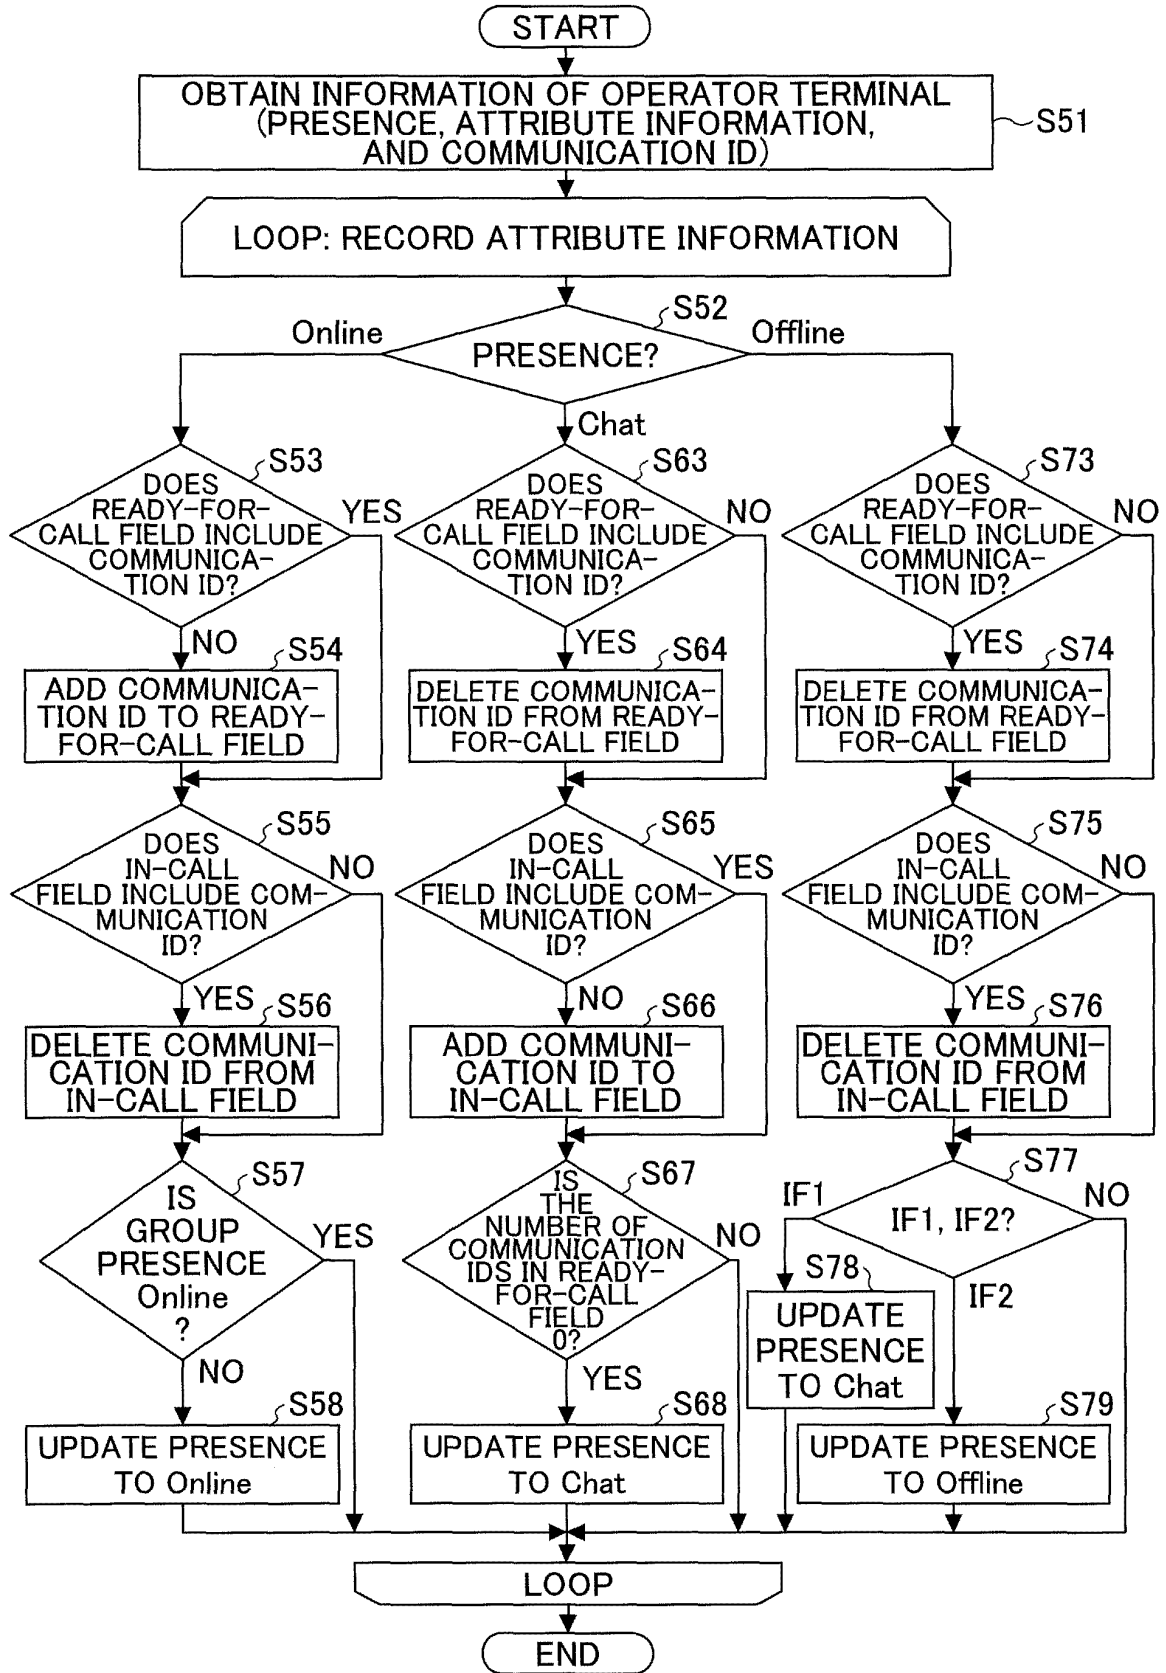 START
OBTAIN INFORMATION OF OPERATOR TERMINAL
(PRESENCE, ATTRIBUTE INFORMATION,
AND COMMUNICATION ID)
S51
LOOP: RECORD ATTRIBUTE INFORMATION
S52
PRESENCE?
Online
Chat
Offline
S53
DOES
READY-FOR-
CALL FIELD INCLUDE
COMMUNICA-
TION ID?
YES
NO
S54
ADD COMMUNICA-
TION ID TO READY-
FOR-CALL FIELD
S55
DOES
IN-CALL
FIELD INCLUDE COM-
MUNICATION
ID?
NO
YES
S56
DELETE COMMUNI-
CATION ID FROM
IN-CALL FIELD
S57
IS
GROUP
PRESENCE
Online
?
YES
NO
S58
UPDATE PRESENCE
TO Online
S63
DOES
READY-FOR-
CALL FIELD INCLUDE
COMMUNICA-
TION ID?
NO
YES
S64
DELETE COMMUNICA-
TION ID FROM READY-
FOR-CALL FIELD
S65
DOES
IN-CALL
FIELD INCLUDE COM-
MUNICATION
ID?
YES
NO
S66
ADD COMMUNI-
CATION ID TO
IN-CALL FIELD
S67
IS
THE
NUMBER OF
COMMUNICATION
IDS IN READY-
FOR-CALL
FIELD
0?
NO
YES
S68
UPDATE PRESENCE
TO Chat
S73
DOES
READY-FOR-
CALL FIELD INCLUDE
COMMUNICA-
TION ID?
NO
YES
S74
DELETE COMMUNICA-
TION ID FROM READY-
FOR-CALL FIELD
S75
DOES
IN-CALL
FIELD INCLUDE COM-
MUNICATION
ID?
NO
YES
S76
DELETE COMMUNI-
CATION ID FROM
IN-CALL FIELD
S77
IF1, IF2?
IF1
NO
IF2
S78
UPDATE
PRESENCE
TO Chat
S79
UPDATE PRESENCE
TO Offline
LOOP
END